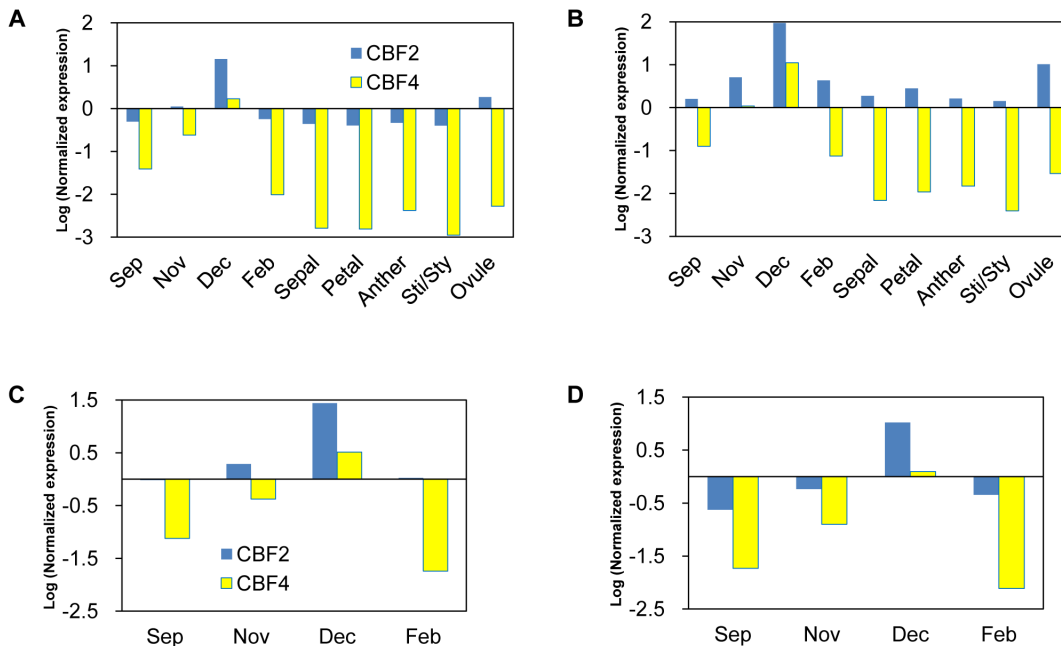 A
Log (Normalized expression)
2
1
0
-1
-2
-3
CBF2
CBF4
Sep
Nov
Dec
Feb
Sepal
Petal
Anther
Sti/Sty
Ovule
B
Log (Normalized expression)
2
1
0
-1
-2
-3
Sep
Nov
Dec
Feb
Sepal
Petal
Anther
Sti/Sty
Ovule
C
Log (Normalized expression)
1.5
0.5
-0.5
-1.5
-2.5
CBF2
CBF4
Sep
Nov
Dec
Feb
D
Log (Normalized expression)
1.5
0.5
-0.5
-1.5
-2.5
Sep
Nov
Dec
Feb